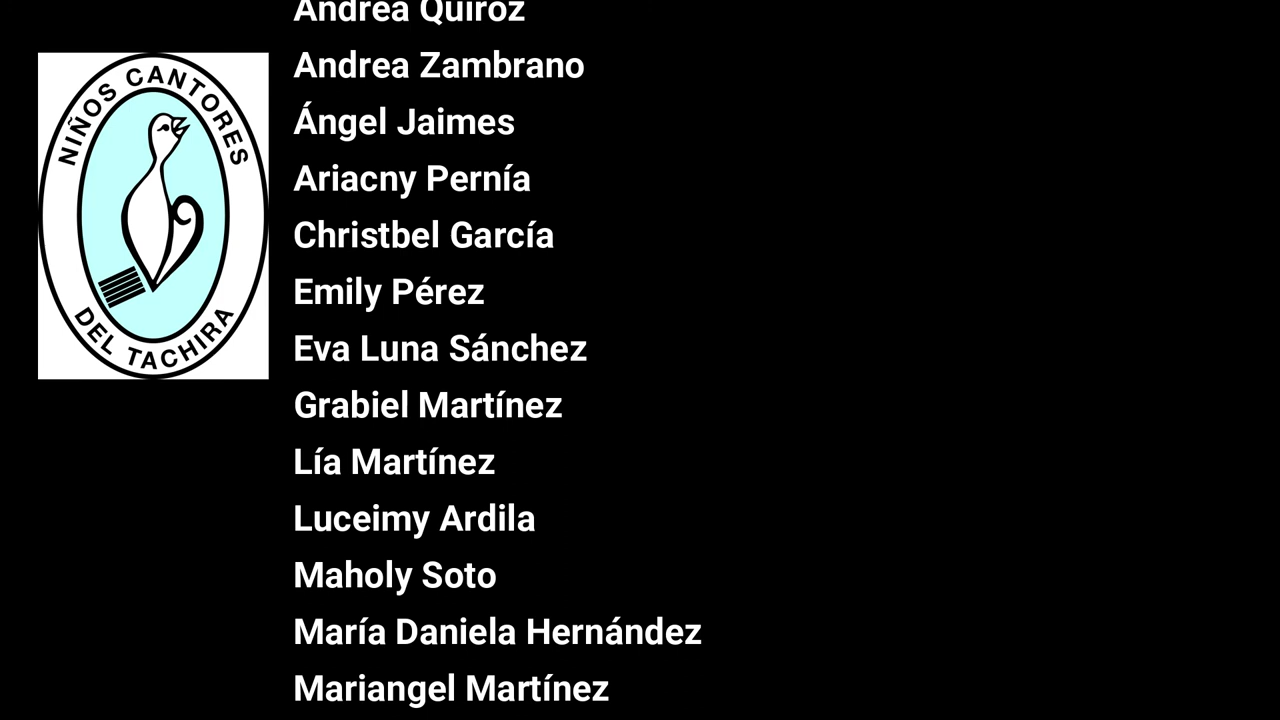 NIÑOS CANTORES
DEL TACHIRA
Andrea Quiroz
Andrea Zambrano
Ángel Jaimes
Ariacny Pernía
Christbel García
Emily Pérez
Eva Luna Sánchez
Grabiel Martínez
Lía Martínez
Luceimy Ardila
Maholy Soto
María Daniela Hernández
Mariangel Martínez